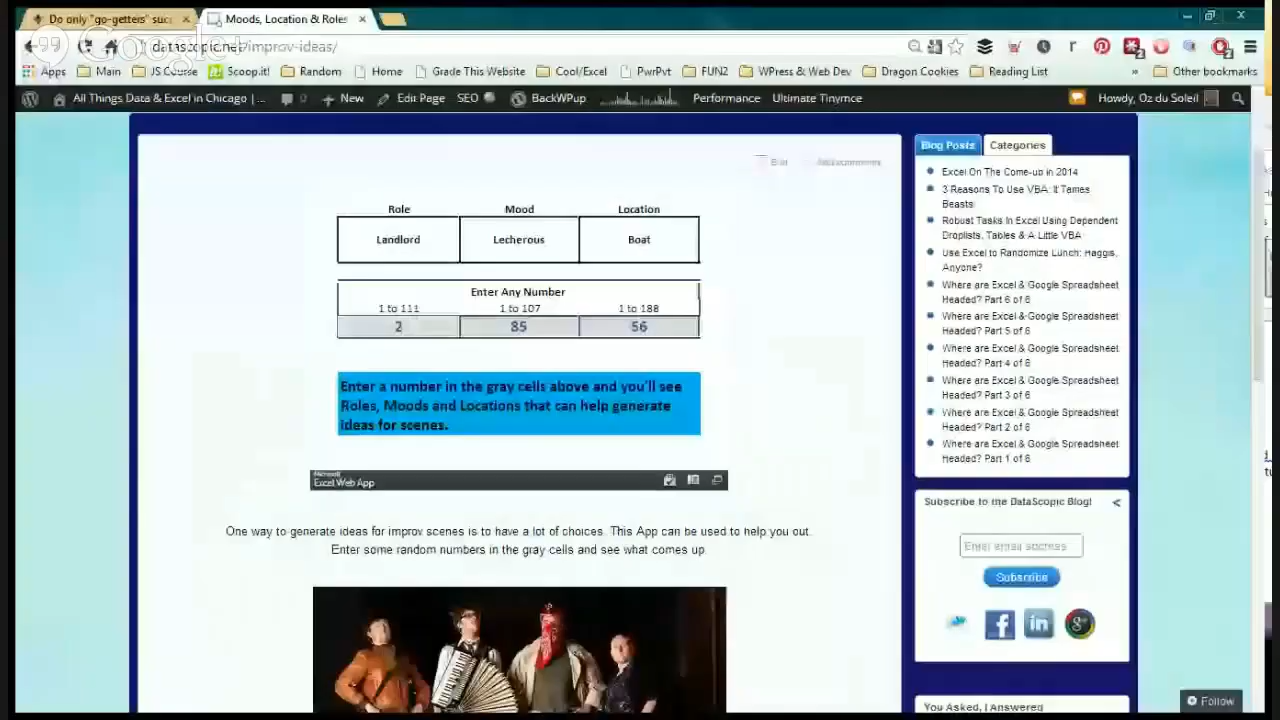 Do only "go-getters" suc
Moods, Location & Roles
Google+
datascopic.net/improv-ideas/
Apps Main JS Course Scoop.it! Random Home Grade This Website Cool/Excel PwrPvt FUN2 WPress & Web Dev Dragon Cookies Reading List » Other bookmarks
All Things Data & Excel in Chicago | ... 0 New Edit Page SEO BackWPup Performance Ultimate Tinymce Howdy, Oz du Soleil
Role Mood Location
Landlord Lecherous Boat
Enter Any Number
1 to 111 1 to 107 1 to 188
2 85 56
Enter a number in the gray cells above and you'll see
Roles, Moods and Locations that can help generate
ideas for scenes.
Microsoft
Excel Web App
One way to generate ideas for improv scenes is to have a lot of choices. This App can be used to help you out.
Enter some random numbers in the gray cells and see what comes up.
Blog Posts Categories
Excel On The Come-up in 2014
3 Reasons To Use VBA: It Tames
Beasts
Robust Tasks In Excel Using Dependent
Droplists, Tables & A Little VBA
Use Excel to Randomize Lunch: Haggis,
Anyone?
Where are Excel & Google Spreadsheet
Headed? Part 6 of 6
Where are Excel & Google Spreadsheet
Headed? Part 5 of 6
Where are Excel & Google Spreadsheet
Headed? Part 4 of 6
Where are Excel & Google Spreadsheet
Headed? Part 3 of 6
Where are Excel & Google Spreadsheet
Headed? Part 2 of 6
Where are Excel & Google Spreadsheet
Headed? Part 1 of 6
Subscribe to the DataScopic Blog!
Enter email address
Subscribe
You Asked, I Answered
Follow